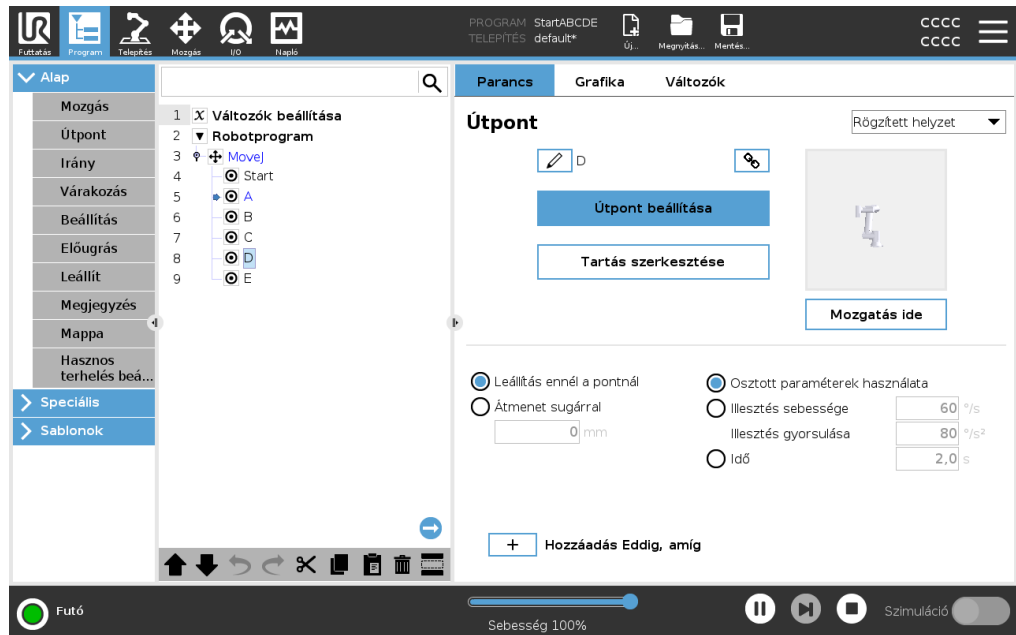 UR
Futtatás
Program
Telepítés
Mozgás
I/O
Napló
PROGRAM StartABCDE
TELEPÍTÉS default*
Új...
Megnyitás...
Mentés...
CCCC
CCCC
Alap
Mozgás
Útpont
Irány
Várakozás
Beállítás
Előugrás
Leállít
Megjegyzés
Mappa
Hasznos
terhelés beá...
Speciális
Sablonok
1 X Változók beállítása
2 Robotprogram
3 MoveJ
4 Start
5 A
6 B
7 C
8 D
9 E
Parancs
Grafika
Változók
Útpont
Rögzített helyzet
D
Útpont beállítása
Tartás szerkesztése
Mozgatás ide
Leállítás ennél a pontnál
Átmenet sugárral
0 mm
Osztott paraméterek használata
Illesztés sebessége 60 °/s
Illesztés gyorsulása 80 °/s²
Idő 2,0 s
+ Hozzáadás Eddig, amíg
Futó
Sebesség 100%
Szimuláció